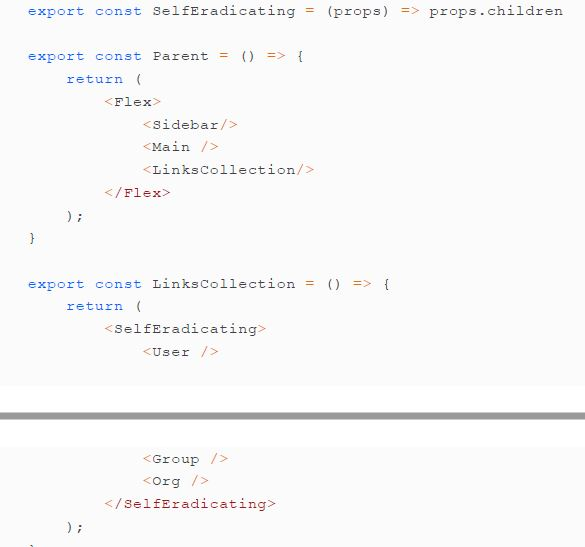 export const SelfEradicating = (props) => props.children
export const Parent = () => {
return (
<Flex>
<Sidebar/>
<Main />
<LinksCollection/>
</Flex>
);
}
export const LinksCollection = () => {
return (
<SelfEradicating>
<User />
<Group />
<Org />
</SelfEradicating>
);